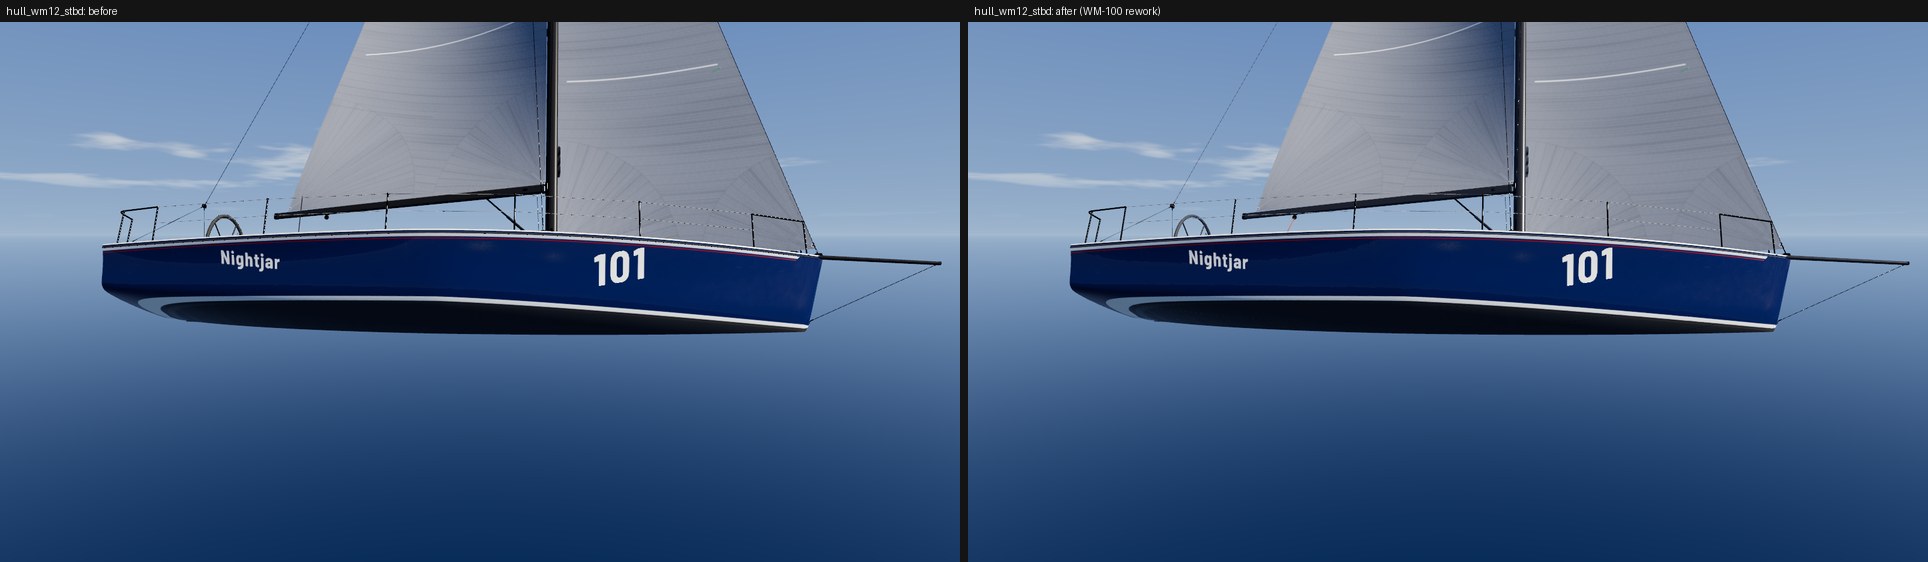 hull_wm12_stbd: before
hull_wm12_stbd: after (WM-100 rework)
Nightjar
101
Nightjar
101